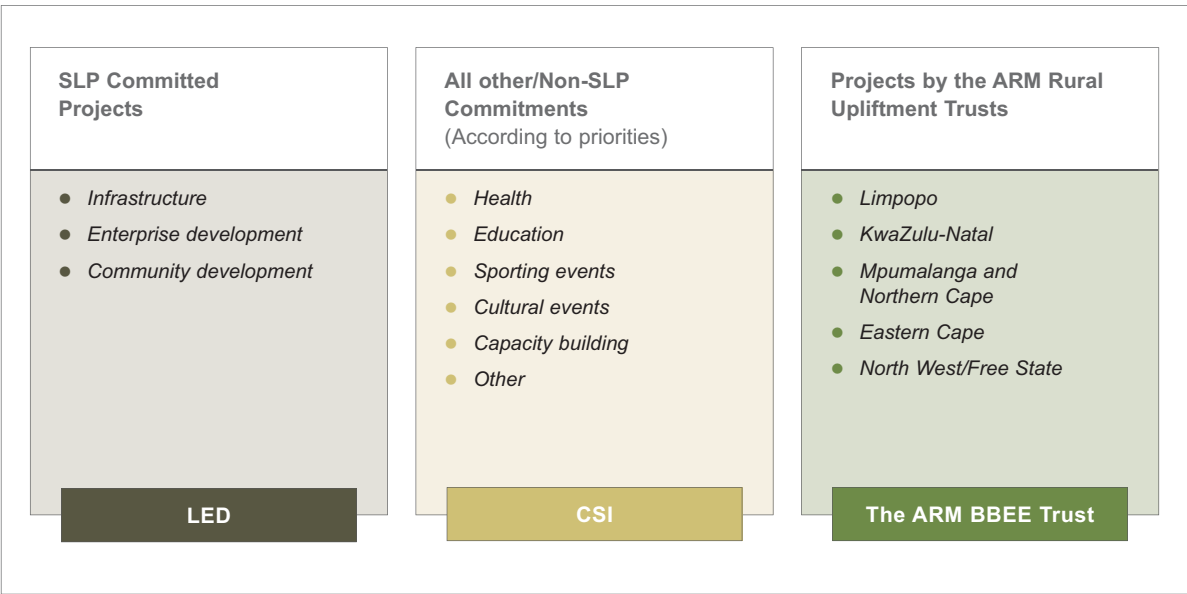 SLP Committed
Projects
Infrastructure
Enterprise development
Community development
LED
All other/Non-SLP
Commitments
(According to priorities)
Health
Education
Sporting events
Cultural events
Capacity building
Other
CSI
Projects by the ARM Rural
Upliftment Trusts
Limpopo
KwaZulu-Natal
Mpumalanga and
Northern Cape
Eastern Cape
North West/Free State
The ARM BBEE Trust